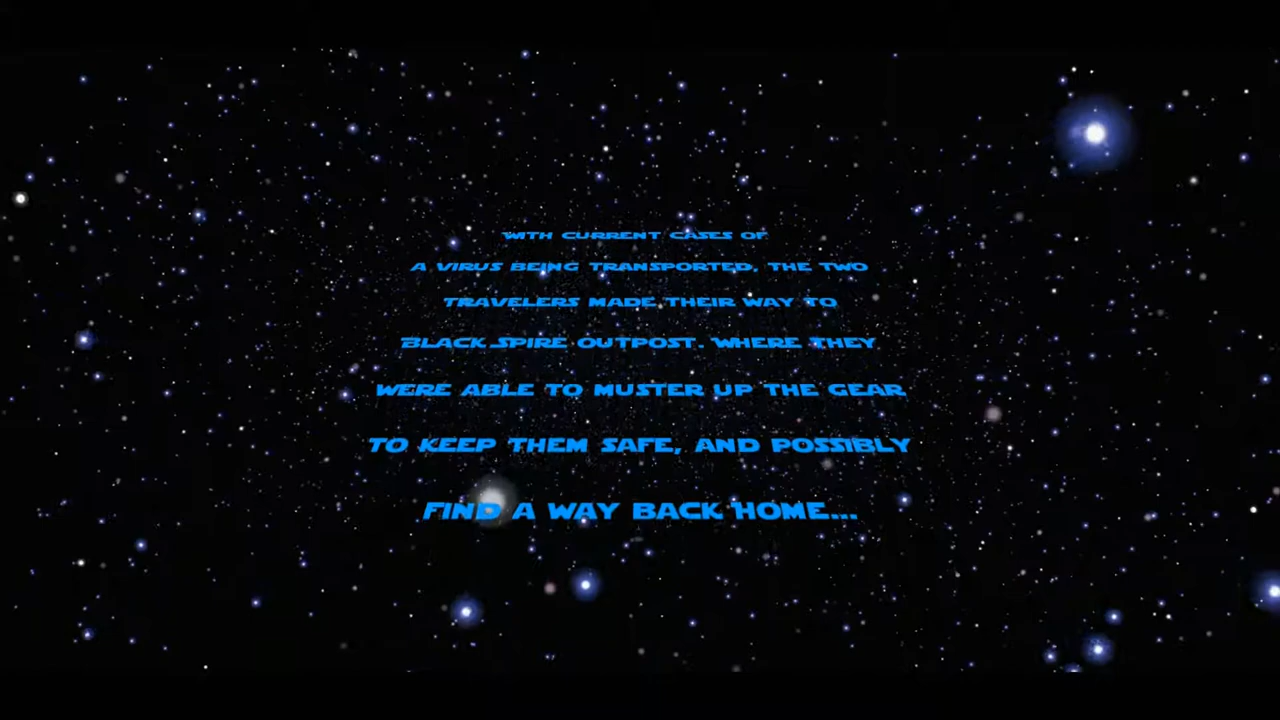 WITH CURRENT CASES OF
A VIRUS BEING TRANSPORTED, THE TWO
TRAVELERS MADE THEIR WAY TO
BLACK SPIRE OUTPOST. WHERE THEY
WERE ABLE TO MUSTER UP THE GEAR
TO KEEP THEM SAFE, AND POSSIBLY
FIND A WAY BACK HOME...